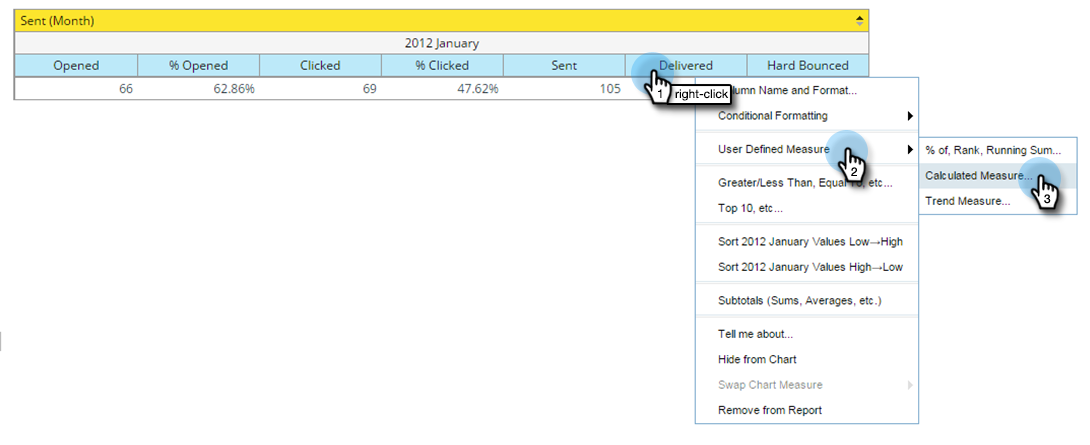 Sent (Month)
2012 January
Opened % Opened Clicked % Clicked Sent Delivered Hard Bounced
66 62.86% 69 47.62% 105
1 right-click
Name and Format...
Conditional Formatting
User Defined Measure
2
% of, Rank, Running Sum...
Calculated Measure...
3
Trend Measure...
Greater/Less Than, Equal To, etc...
Top 10, etc...
Sort 2012 January Values Low→High
Sort 2012 January Values High→Low
Subtotals (Sums, Averages, etc.)
Tell me about...
Hide from Chart
Swap Chart Measure
Remove from Report